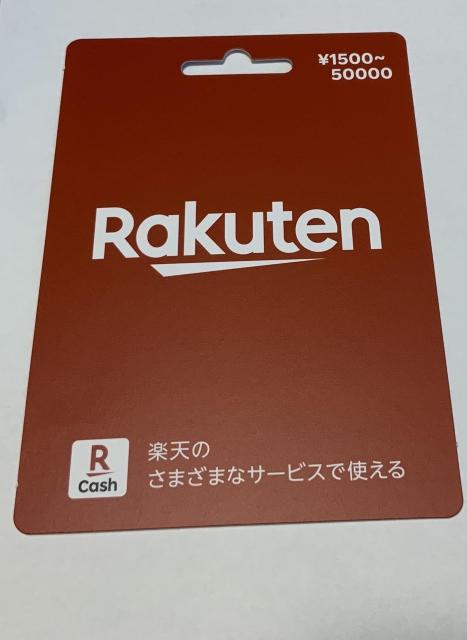 ¥1500~
50000
Rakuten
R
Cash
楽天の
さまざまなサービスで使える